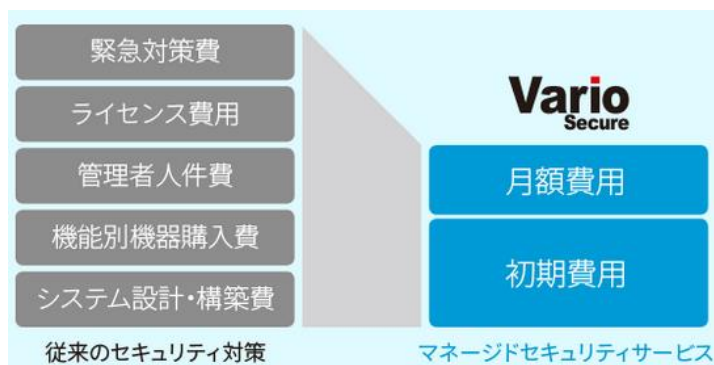 緊急対策費
ライセンス費用
管理者人件費
機能別機器購入費
システム設計・構築費
従来のセキュリティ対策
Vario
Secure
月額費用
初期費用
マネージドセキュリティサービス